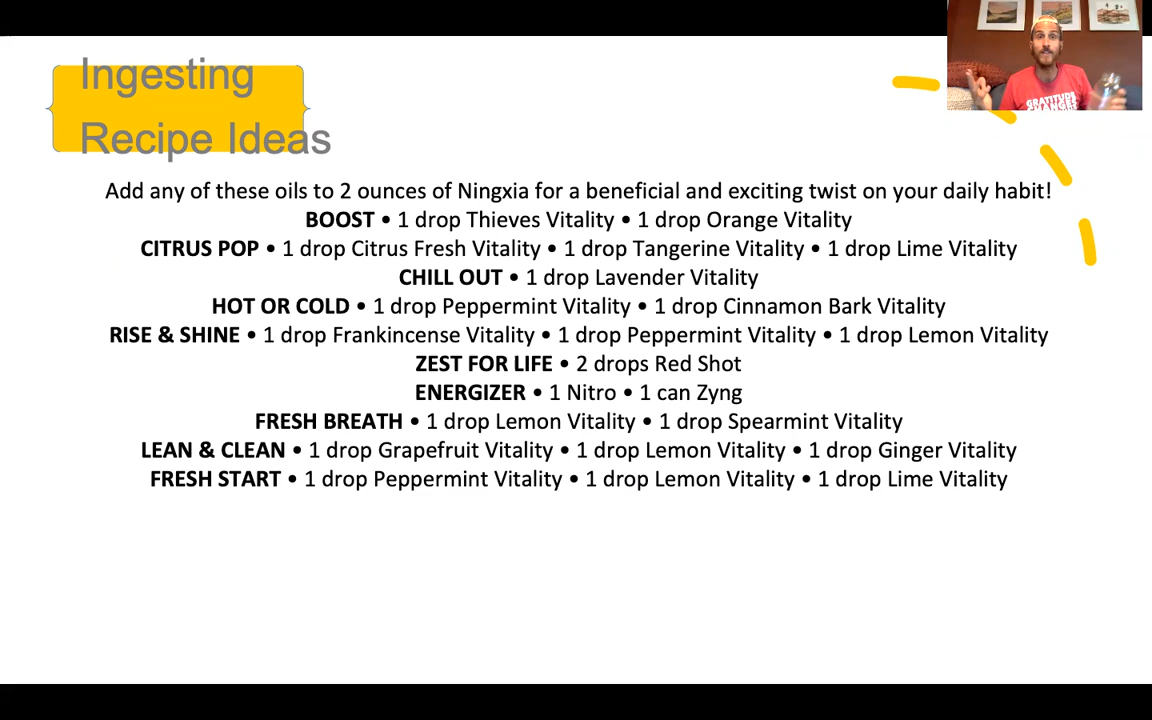 Ingesting
Recipe Ideas
GRATITUDE
CHANGES
Add any of these oils to 2 ounces of Ningxia for a beneficial and exciting twist on your daily habit!
BOOST • 1 drop Thieves Vitality • 1 drop Orange Vitality
CITRUS POP • 1 drop Citrus Fresh Vitality • 1 drop Tangerine Vitality • 1 drop Lime Vitality
CHILL OUT • 1 drop Lavender Vitality
HOT OR COLD • 1 drop Peppermint Vitality • 1 drop Cinnamon Bark Vitality
RISE & SHINE • 1 drop Frankincense Vitality • 1 drop Peppermint Vitality • 1 drop Lemon Vitality
ZEST FOR LIFE • 2 drops Red Shot
ENERGIZER • 1 Nitro • 1 can Zyng
FRESH BREATH • 1 drop Lemon Vitality • 1 drop Spearmint Vitality
LEAN & CLEAN • 1 drop Grapefruit Vitality • 1 drop Lemon Vitality • 1 drop Ginger Vitality
FRESH START • 1 drop Peppermint Vitality • 1 drop Lemon Vitality • 1 drop Lime Vitality